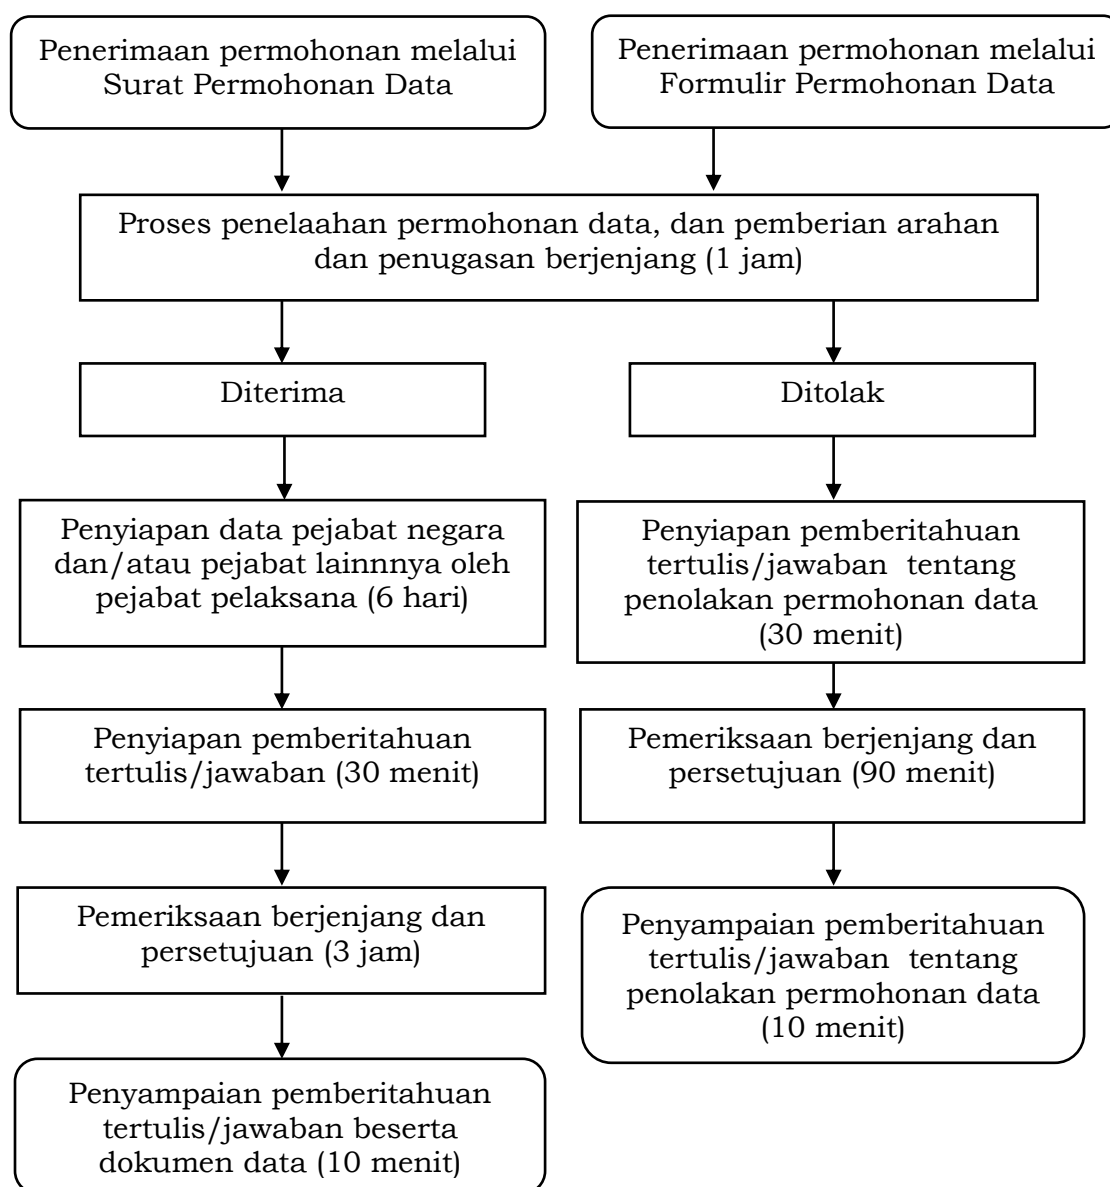 Penerimaan permohonan melalui
Surat Permohonan Data
Penerimaan permohonan melalui
Formulir Permohonan Data
Proses penelaahan permohonan data, dan pemberian arahan
dan penugasan berjenjang (1 jam)
Diterima
Ditolak
Penyiapan data pejabat negara
dan/atau pejabat lainnnya oleh
pejabat pelaksana (6 hari)
Penyiapan pemberitahuan
tertulis/jawaban tentang
penolakan permohonan data
(30 menit)
Penyiapan pemberitahuan
tertulis/jawaban (30 menit)
Pemeriksaan berjenjang dan
persetujuan (90 menit)
Pemeriksaan berjenjang dan
persetujuan (3 jam)
Penyampaian pemberitahuan
tertulis/jawaban tentang
penolakan permohonan data
(10 menit)
Penyampaian pemberitahuan
tertulis/jawaban beserta
dokumen data (10 menit)